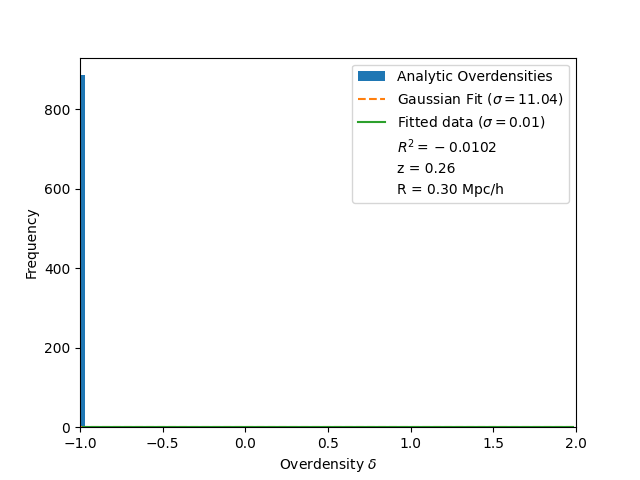 Analytic Overdensities
Gaussian Fit (σ = 11.04)
Fitted data (σ = 0.01)
R² = − 0.0102
z = 0.26
R = 0.30 Mpc/h
800
600
400
200
0
Frequency
−1.0 −0.5 0.0 0.5 1.0 1.5 2.0
Overdensity δ